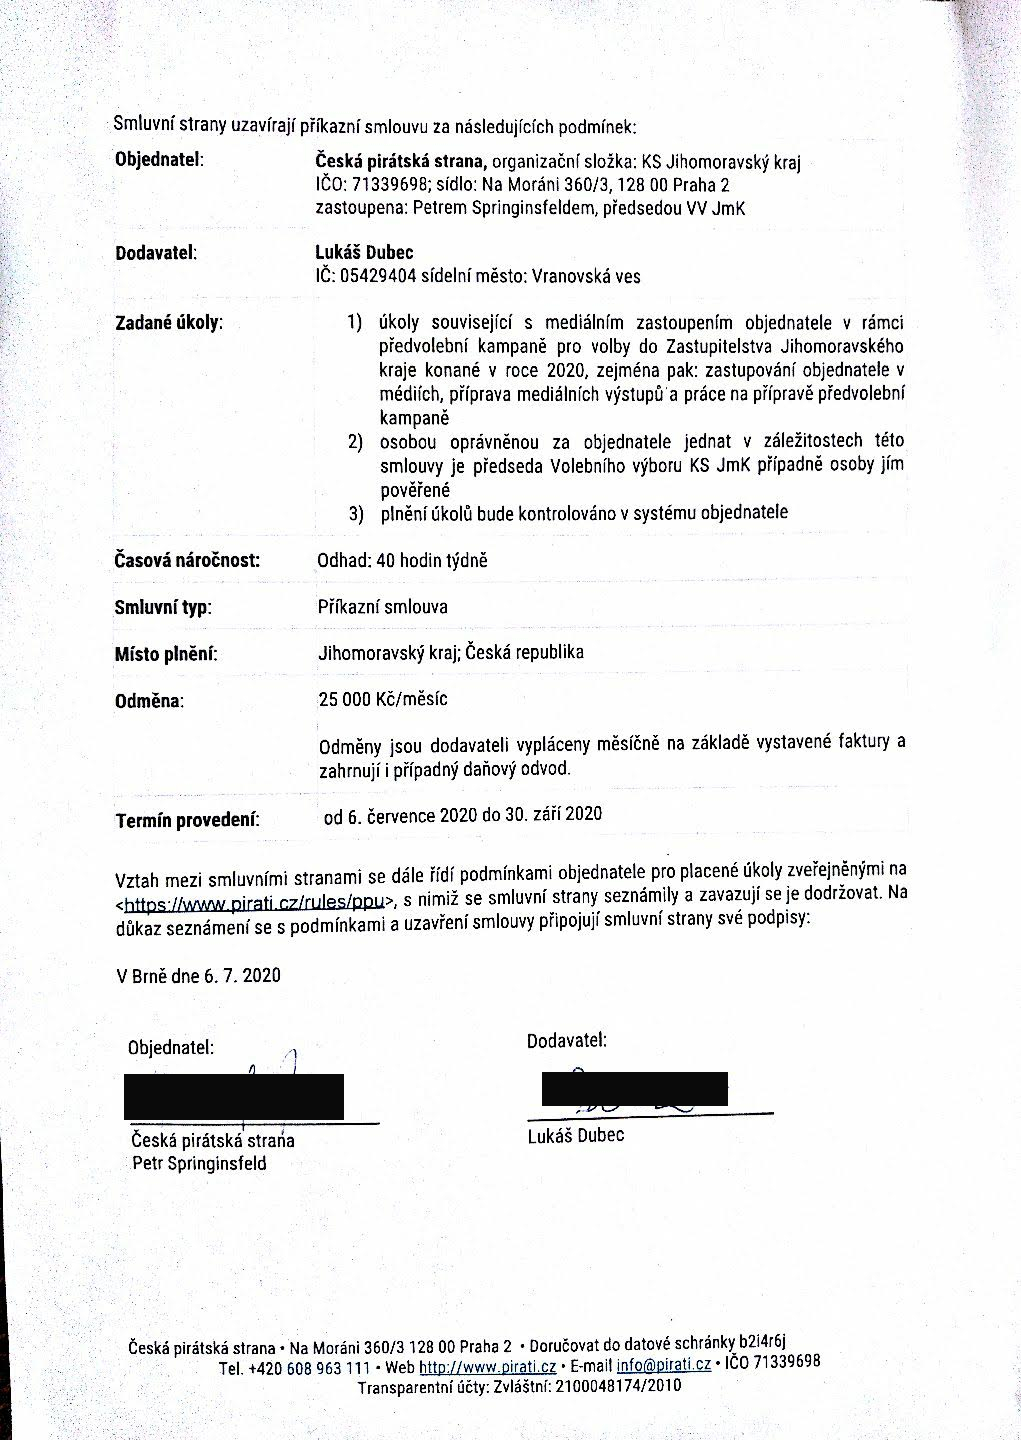 Smluvní strany uzavírají příkazní smlouvu za následujících podmínek:
Objednatel:
Česká pirátská strana, organizační složka: KS Jihomoravský kraj
IČO: 71339698; sídlo: Na Moráni 360/3, 128 00 Praha 2
zastoupena: Petrem Springinsfeldem, předsedou VV JmK
Dodavatel:
Lukáš Dubec
IČ: 05429404 sídelní město: Vranovská ves
Zadané úkoly:
1) úkoly související s mediálním zastoupením objednatele v rámci
předvolební kampaně pro volby do Zastupitelstva Jihomoravského
kraje konané v roce 2020, zejména pak: zastupování objednatele v
médiích, příprava mediálních výstupů a práce na přípravě předvolební
kampaně
2) osobou oprávněnou za objednatele jednat v záležitostech této
smlouvy je předseda Volebního výboru KS JmK případně osoby jím
pověřené
3) plnění úkolů bude kontrolováno v systému objednatele
Časová náročnost:
Odhad: 40 hodin týdně
Smluvní typ:
Příkazní smlouva
Místo plnění:
Jihomoravský kraj; Česká republika
Odměna:
25 000 Kč/měsíc
Odměny jsou dodavateli vypláceny měsíčně na základě vystavené faktury a
zahrnují i případný daňový odvod.
Termín provedení:
od 6. července 2020 do 30. září 2020
Vztah mezi smluvními stranami se dále řídí podmínkami objednatele pro placené úkoly zveřejněnými na
<https://www.pirati.cz/rules/ppu>, s nimiž se smluvní strany seznámily a zavazují se je dodržovat. Na
důkaz seznámení se s podmínkami a uzavření smlouvy připojují smluvní strany své podpisy:
V Brně dne 6. 7. 2020
Objednatel:
Dodavatel:
Česká pirátská strana
Petr Springinsfeld
Lukáš Dubec
Česká pirátská strana • Na Moráni 360/3 128 00 Praha 2 • Doručovat do datové schránky b2i4r6j
Tel. +420 608 963 111 • Web http://www.pirati.cz • E-mail info@pirati.cz • IČO 71339698
Transparentní účty: Zvláštní: 2100048174/2010